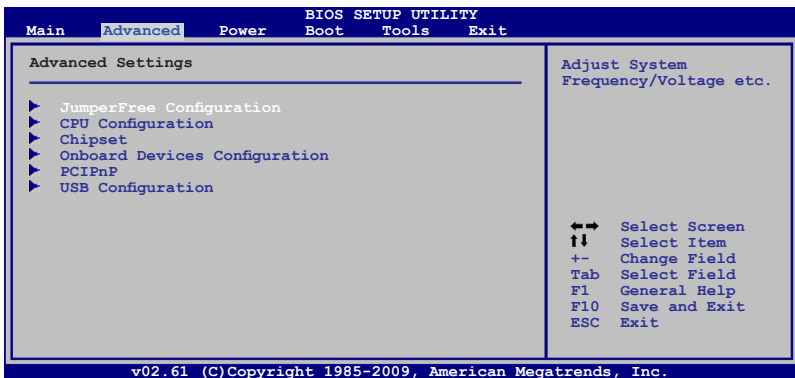 BIOS SETUP UTILITY
Main Advanced Power Boot Tools Exit
Advanced Settings
JumperFree Configuration
CPU Configuration
Chipset
Onboard Devices Configuration
PCIPnP
USB Configuration
Adjust System
Frequency/Voltage etc.
Select Screen
Select Item
+- Change Field
Tab Select Field
F1 General Help
F10 Save and Exit
ESC Exit
v02.61 (C)Copyright 1985-2009, American Megatrends, Inc.